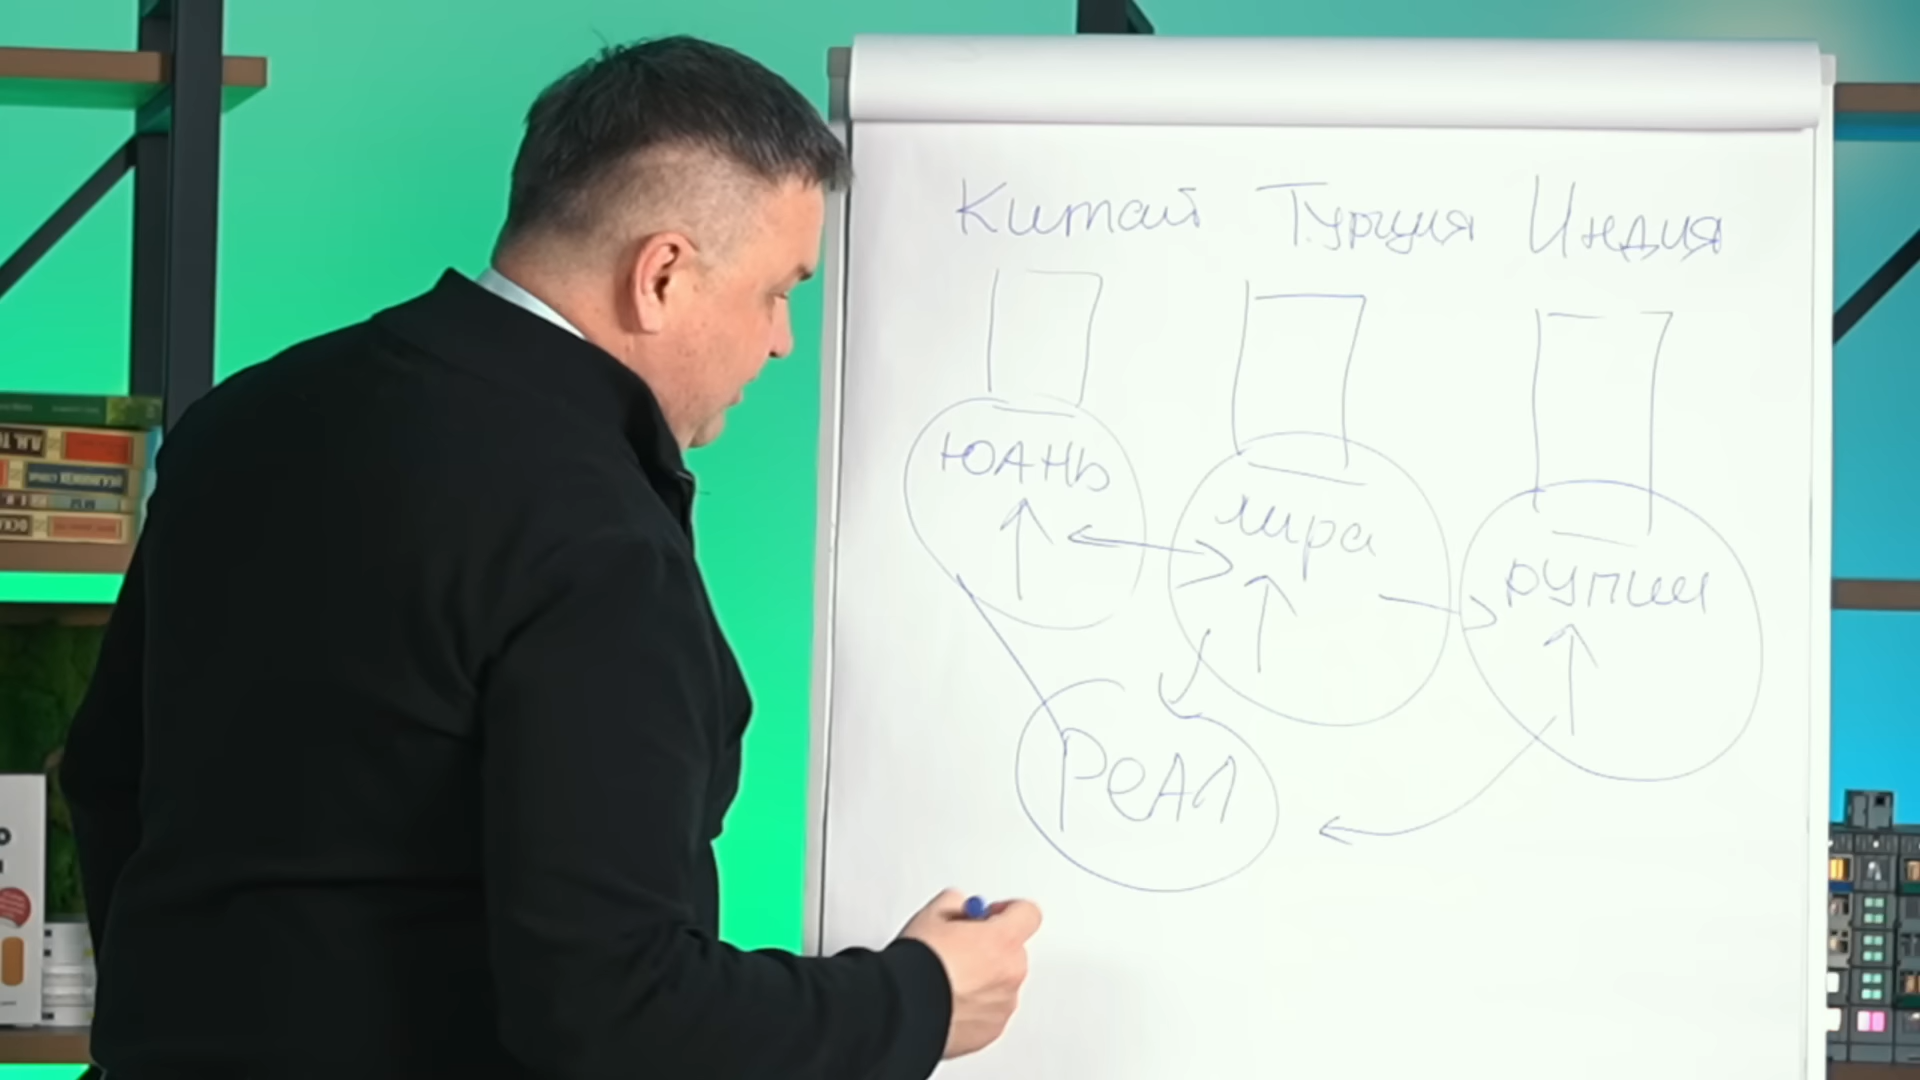 Китай Турция Индия
ЮАНЬ
лира
рупии
Реал